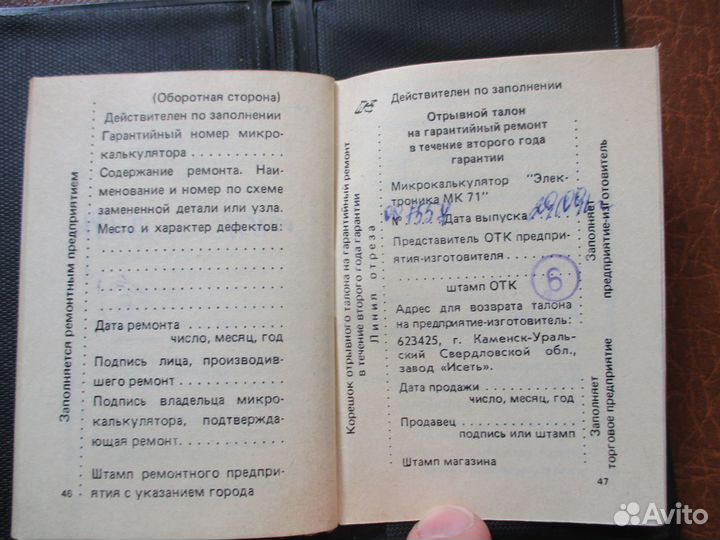 (Оборотная сторона)
Действителен по заполнении
Гарантийный номер микро-
калькулятора
Содержание ремонта. Наи-
менование и номер по схеме
замененной детали или узла.
Место и характер дефектов:
Дата ремонта
число, месяц, год
Подпись лица, производив-
шего ремонт
Подпись владельца микро-
калькулятора, подтвержда-
ющая ремонт.
Штамп ремонтного предпри-
ятия с указанием города
46
Заполняется ремонтным предприятием
Корешок отрывного талона на гарантийный ремонт
в течение второго года гарантии
Линия отреза
Действителен по заполнении
Отрывной талон
на гарантийный ремонт
в течение второго года
гарантии
Микрокалькулятор "Элек-
троника МК 71"
№ Дата выпуска
Представитель ОТК предпри-
ятия-изготовителя
6
штамп ОТК
Адрес для возврата талона
на предприятие-изготовитель:
623425, г. Каменск-Ураль-
ский Свердловской обл.,
завод «Исеть».
Дата продажи
число, месяц, год
Продавец
подпись или штамп
Штамп магазина
47
Заполняет
предприятие-изготовитель
Заполняет
торговое предприятие
Avito